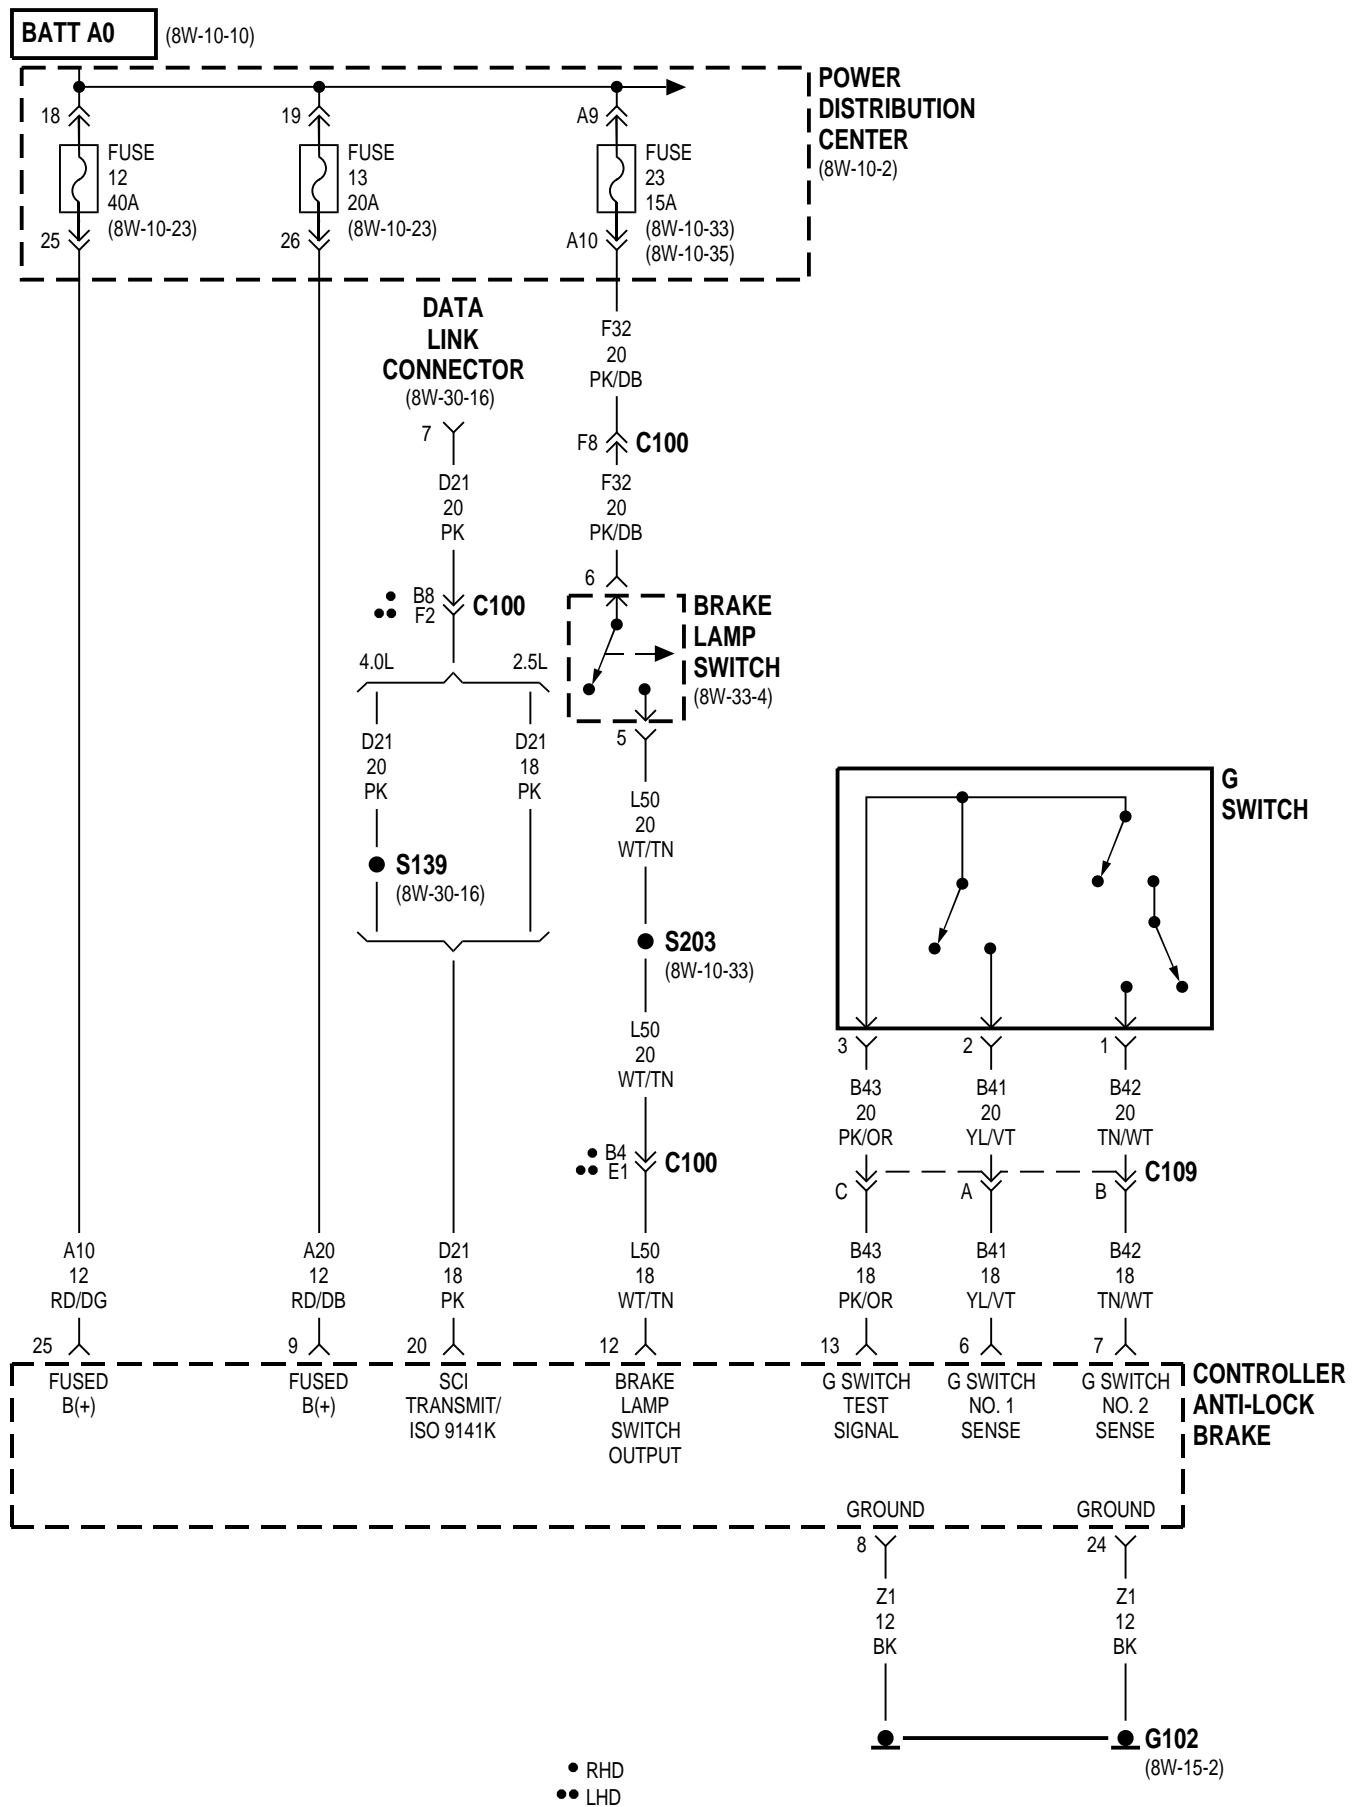 BATT A0
(8W-10-10)
POWER
DISTRIBUTION
CENTER
(8W-10-2)
18
FUSE
12
40A
(8W-10-23)
25
19
FUSE
13
20A
(8W-10-23)
26
A9
FUSE
23
15A
(8W-10-33)
(8W-10-35)
A10
DATA
LINK
CONNECTOR
(8W-30-16)
7
D21
20
PK
B8
F2
C100
4.0L
2.5L
D21
20
PK
D21
18
PK
S139
(8W-30-16)
F32
20
PK/DB
F8
C100
F32
20
PK/DB
6
BRAKE
LAMP
SWITCH
(8W-33-4)
5
L50
20
WT/TN
S203
(8W-10-33)
L50
20
WT/TN
B4
E1
C100
G
SWITCH
3
2
1
B43
20
PK/OR
B41
20
YL/VT
B42
20
TN/WT
C
A
B
C109
A10
12
RD/DG
A20
12
RD/DB
D21
18
PK
L50
18
WT/TN
B43
18
PK/OR
B41
18
YL/VT
B42
18
TN/WT
25
9
20
12
13
6
7
FUSED
B(+)
FUSED
B(+)
SCI
TRANSMIT/
ISO 9141K
BRAKE
LAMP
SWITCH
OUTPUT
G SWITCH
TEST
SIGNAL
G SWITCH
NO. 1
SENSE
G SWITCH
NO. 2
SENSE
CONTROLLER
ANTI-LOCK
BRAKE
GROUND
GROUND
8
24
Z1
12
BK
Z1
12
BK
G102
(8W-15-2)
RHD
LHD